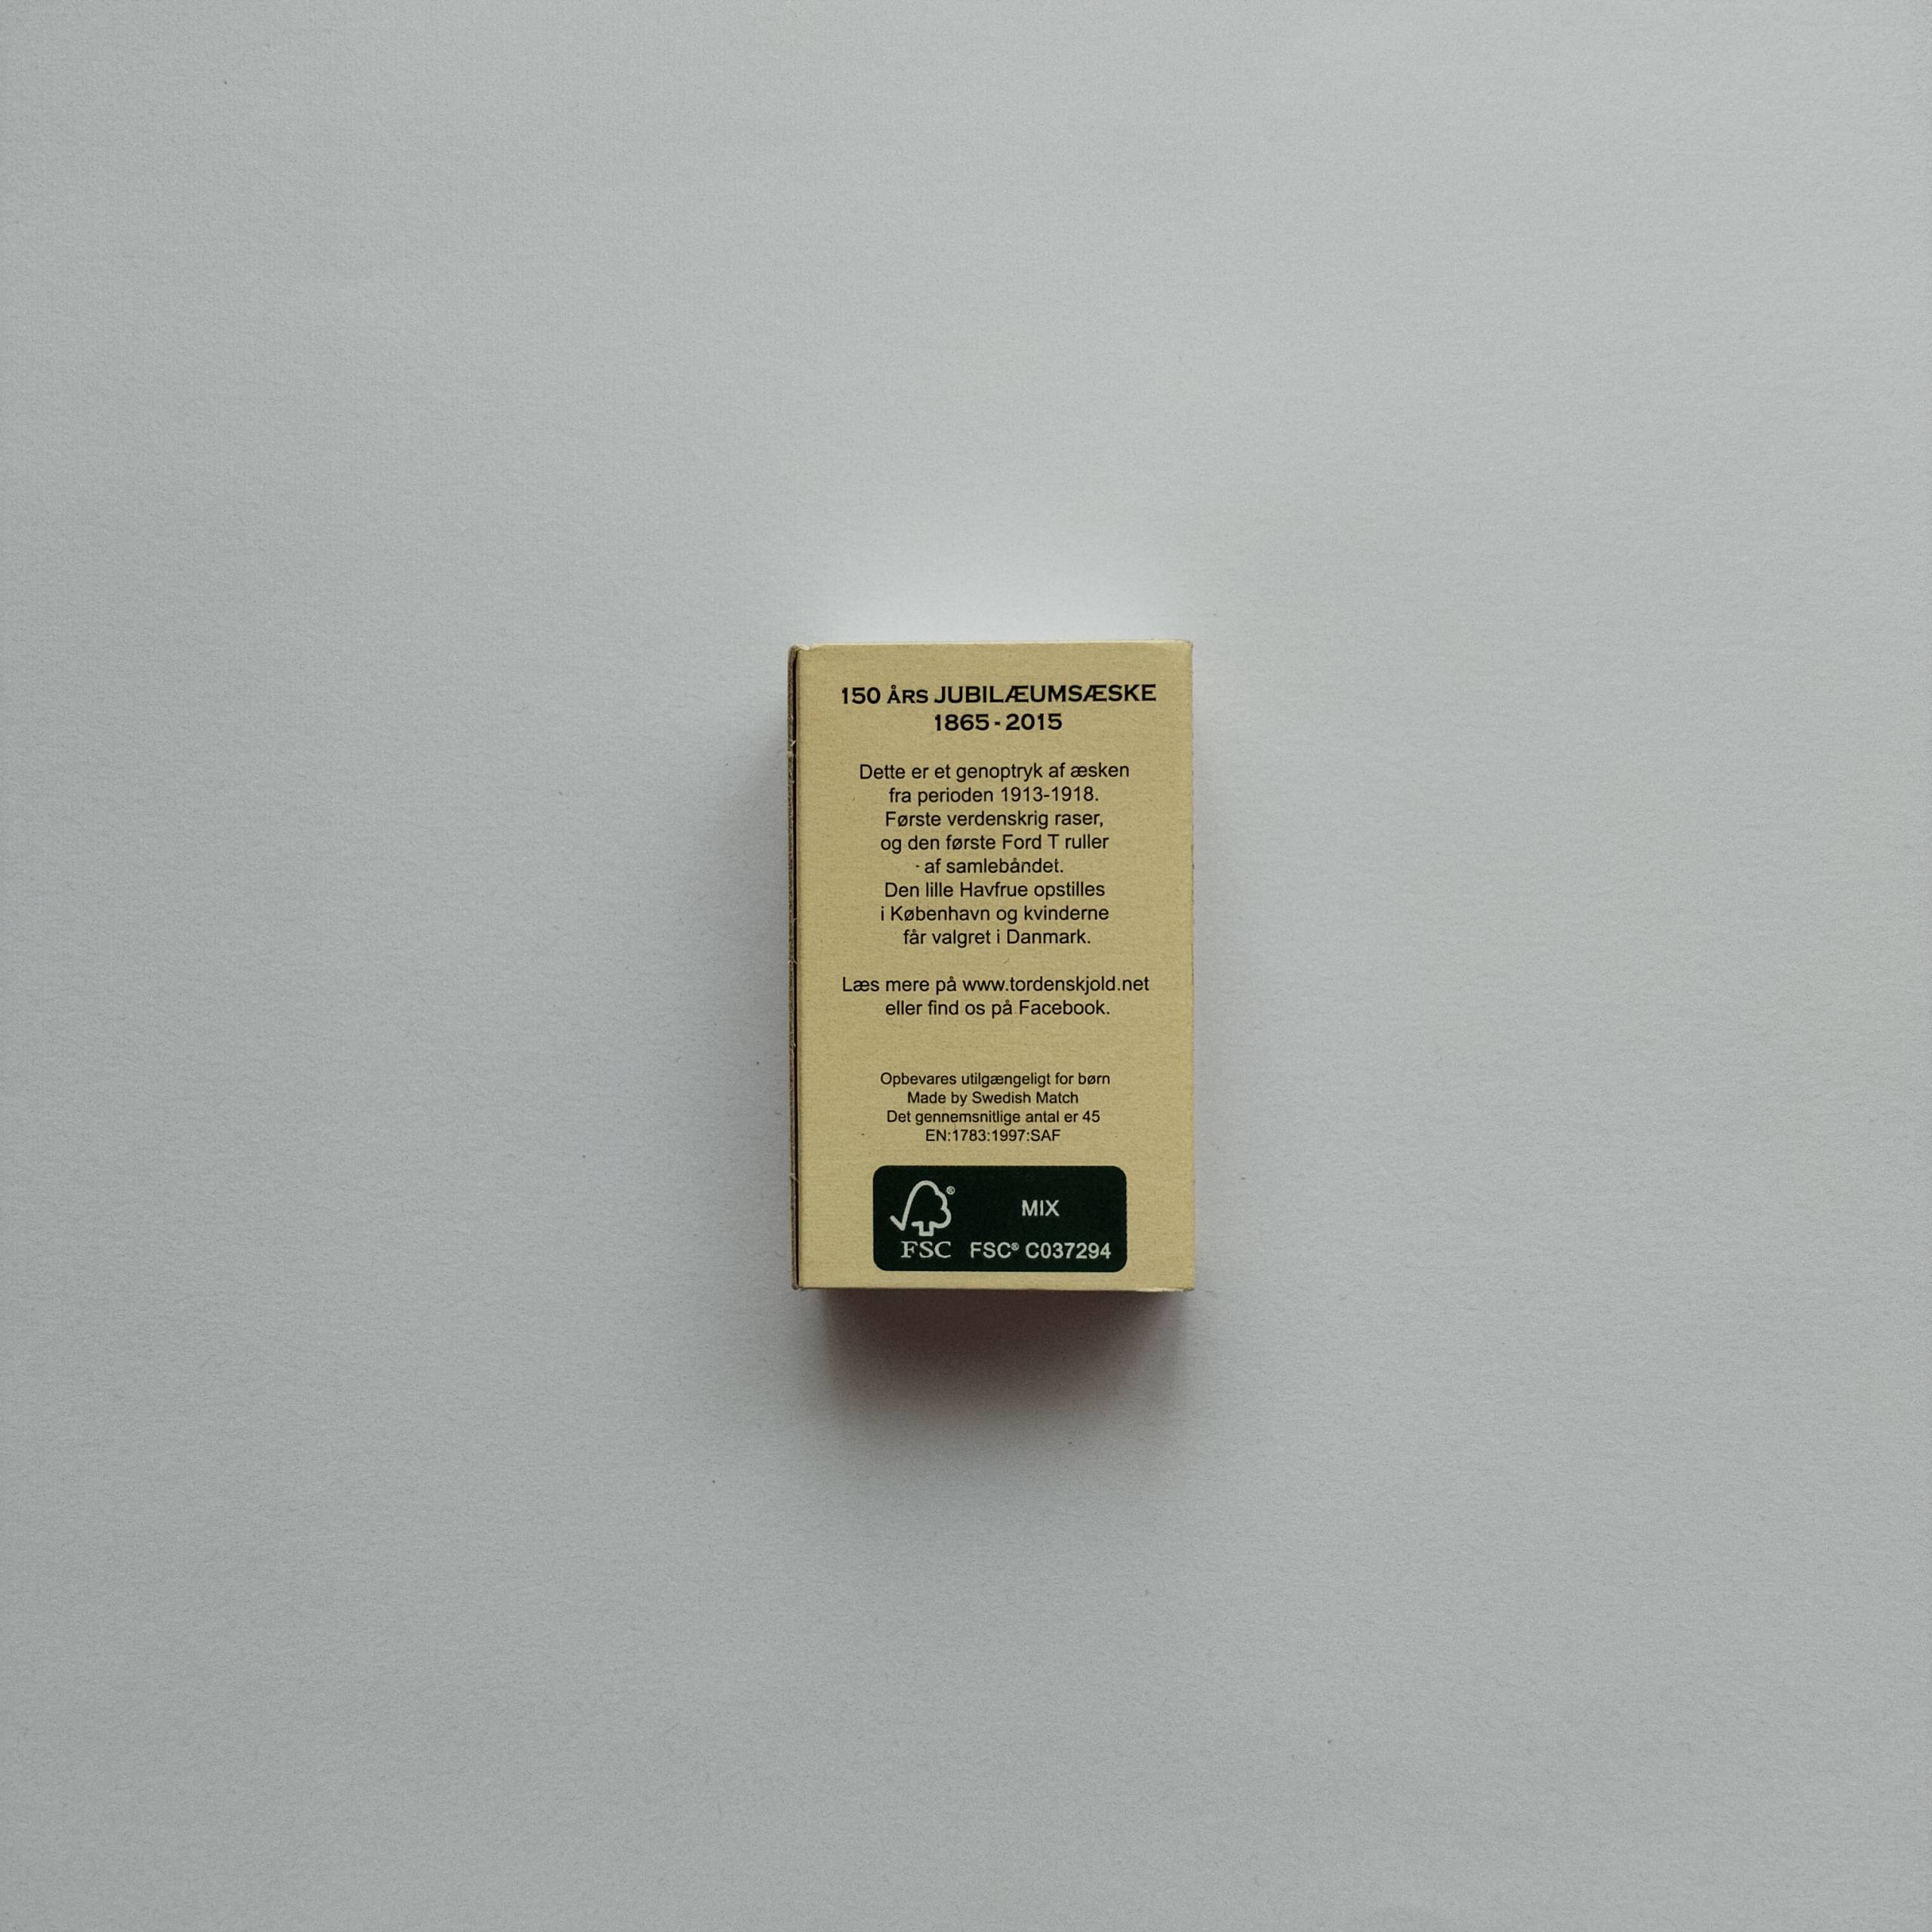 150 ÅRS JUBILÆUMSÆSKE
1865 - 2015
Dette er et genoptryk af æsken
fra perioden 1913-1918.
Første verdenskrig raser,
og den første Ford T ruller
af samlebåndet.
Den lille Havfrue opstilles
i København og kvinderne
får valgret i Danmark.
Læs mere på www.tordenskjold.net
eller find os på Facebook.
Opbevares utilgængeligt for børn
Made by Swedish Match
Det gennemsnitlige antal er 45
EN:1783:1997:SAF
MIX
FSC FSC® C037294